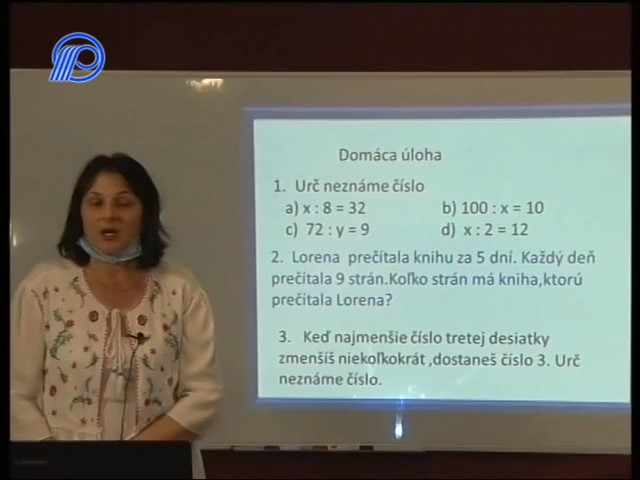 Domáca úloha
1. Urč neznáme číslo
a) x : 8 = 32 b) 100 : x = 10
c) 72 : y = 9 d) x : 2 = 12
2. Lorena prečítala knihu za 5 dní. Každý deň
prečítala 9 strán.Koľko strán má kniha,ktorú
prečítala Lorena?
3. Keď najmenšie číslo tretej desiatky
zmenšíš niekoľkokrát ,dostaneš číslo 3. Urč
neznáme číslo.